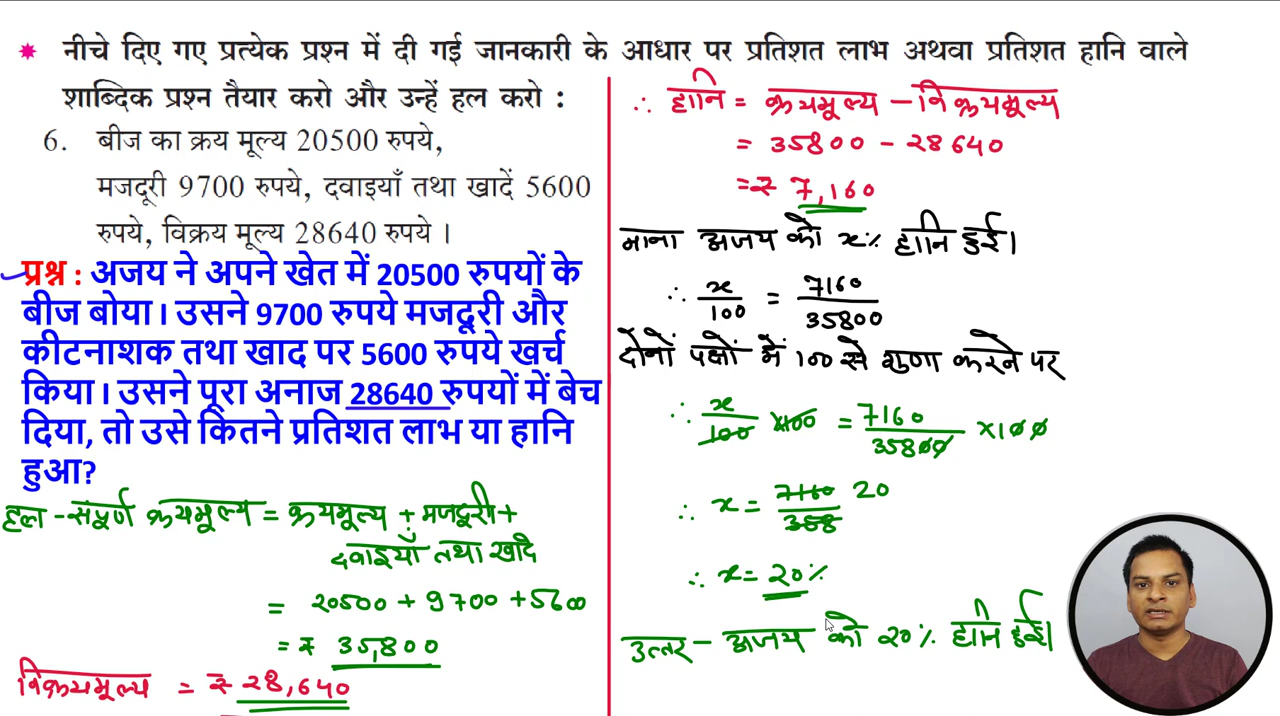 * नीचे दिए गए प्रत्येक प्रश्न में दी गई जानकारी के आधार पर प्रतिशत लाभ अथवा प्रतिशत हानि वाले
शाब्दिक प्रश्न तैयार करो और उन्हें हल करो :
6. बीज का क्रय मूल्य 20500 रुपये,
मजदूरी 9700 रुपये, दवाइयाँ तथा खादें 5600
रुपये, विक्रय मूल्य 28640 रुपये ।
प्रश्न : अजय ने अपने खेत में 20500 रुपयों के
बीज बोया। उसने 9700 रुपये मजदूरी और
कीटनाशक तथा खाद पर 5600 रुपये खर्च
किया। उसने पूरा अनाज 28640 रुपयों में बेच
दिया, तो उसे कितने प्रतिशत लाभ या हानि
हुआ?
हल - संपूर्ण क्रयमूल्य = क्रयमूल्य + मजदूरी +
दवाइयाँ तथा खादें
= 20500 + 9700 + 5600
= ₹ 35,800
विक्रयमूल्य = ₹ 28,640
∴ हानि = क्रयमूल्य - विक्रयमूल्य
= 35800 - 28640
= ₹ 7,160
माना अजय को x% हानि हुई।
∴ x/100 = 7160/35800
दोनों पक्षों में 100 से गुणा करने पर
∴ x/100 ×100 = 7160/35800 ×100
∴ x = 7160/358 20
∴ x = 20%
उत्तर - अजय को 20% हानि हुई।